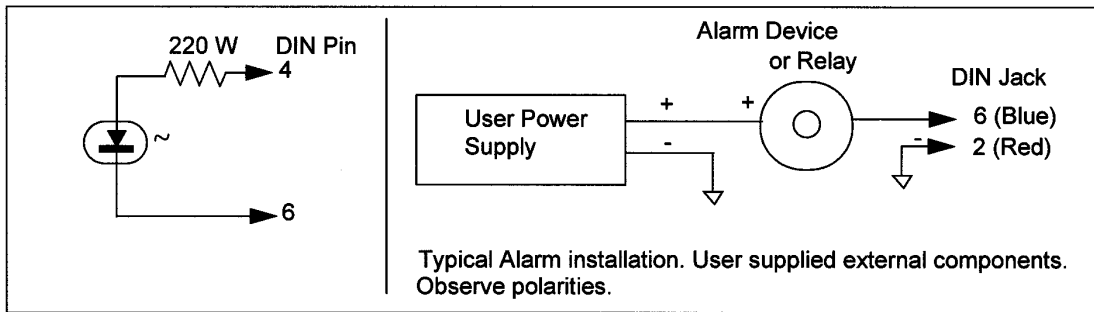 220 W DIN Pin
4
~
6
Alarm Device
or Relay
DIN Jack
User Power
Supply
+
-
+
6 (Blue)
-
2 (Red)
Typical Alarm installation. User supplied external components.
Observe polarities.